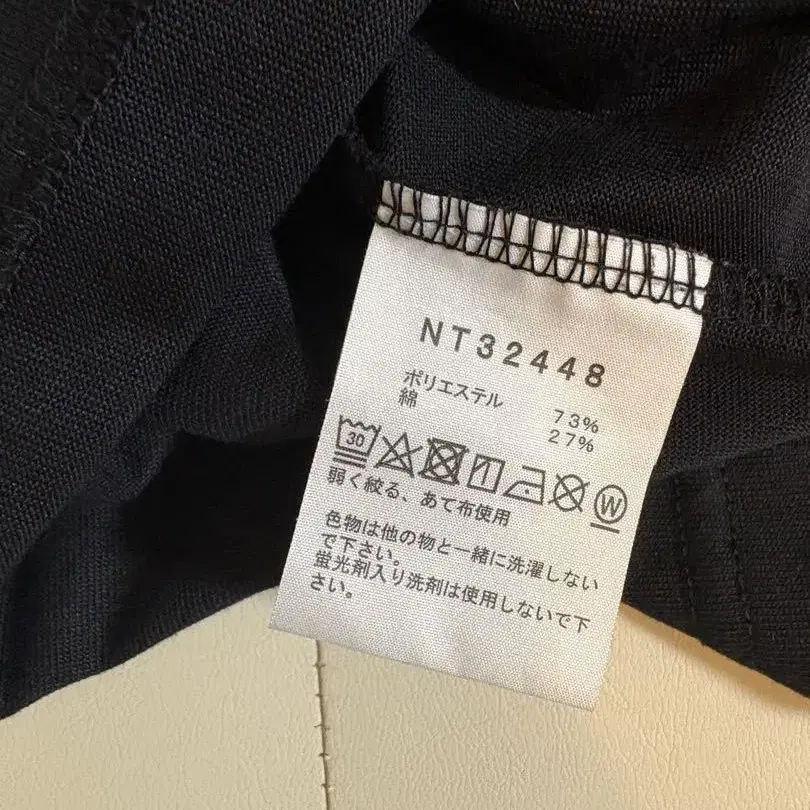 NT32448
ポリエステル 73%
綿 27%
30 W
弱く絞る、あて布使用
色物は他の物と一緒に洗濯しない
で下さい。
蛍光剤入り洗剤は使用しないで下
さい。